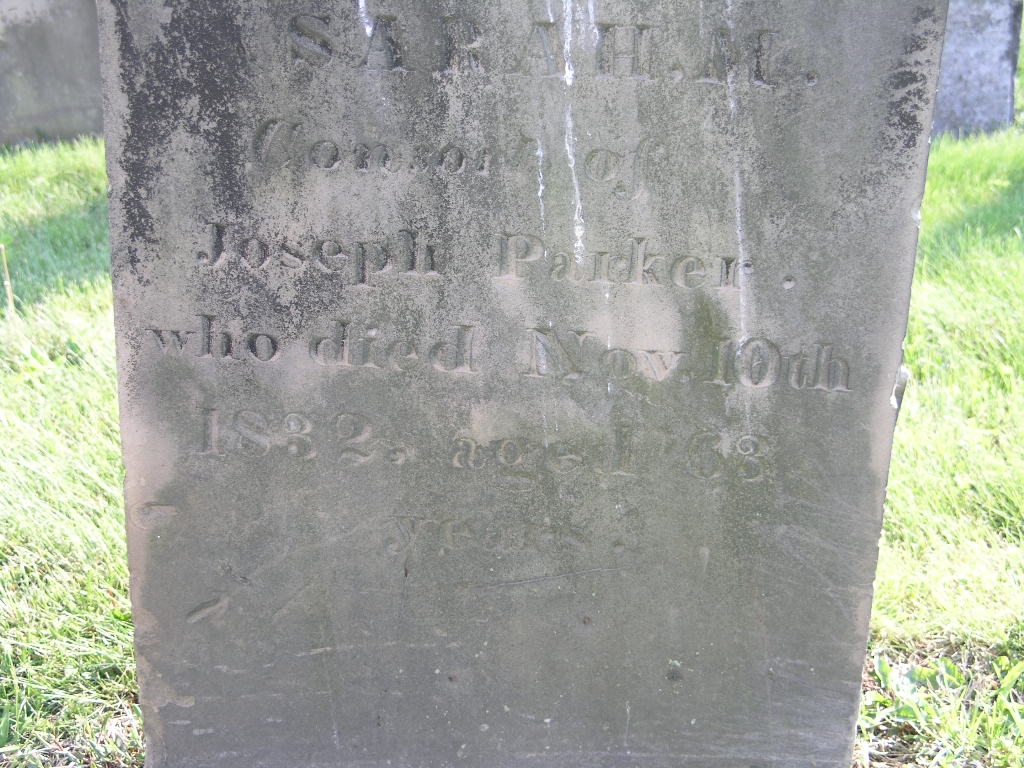 SARAH. M.
Consort of
Joseph Parker.
who died Nov. 10th
1832, aged 63
years.